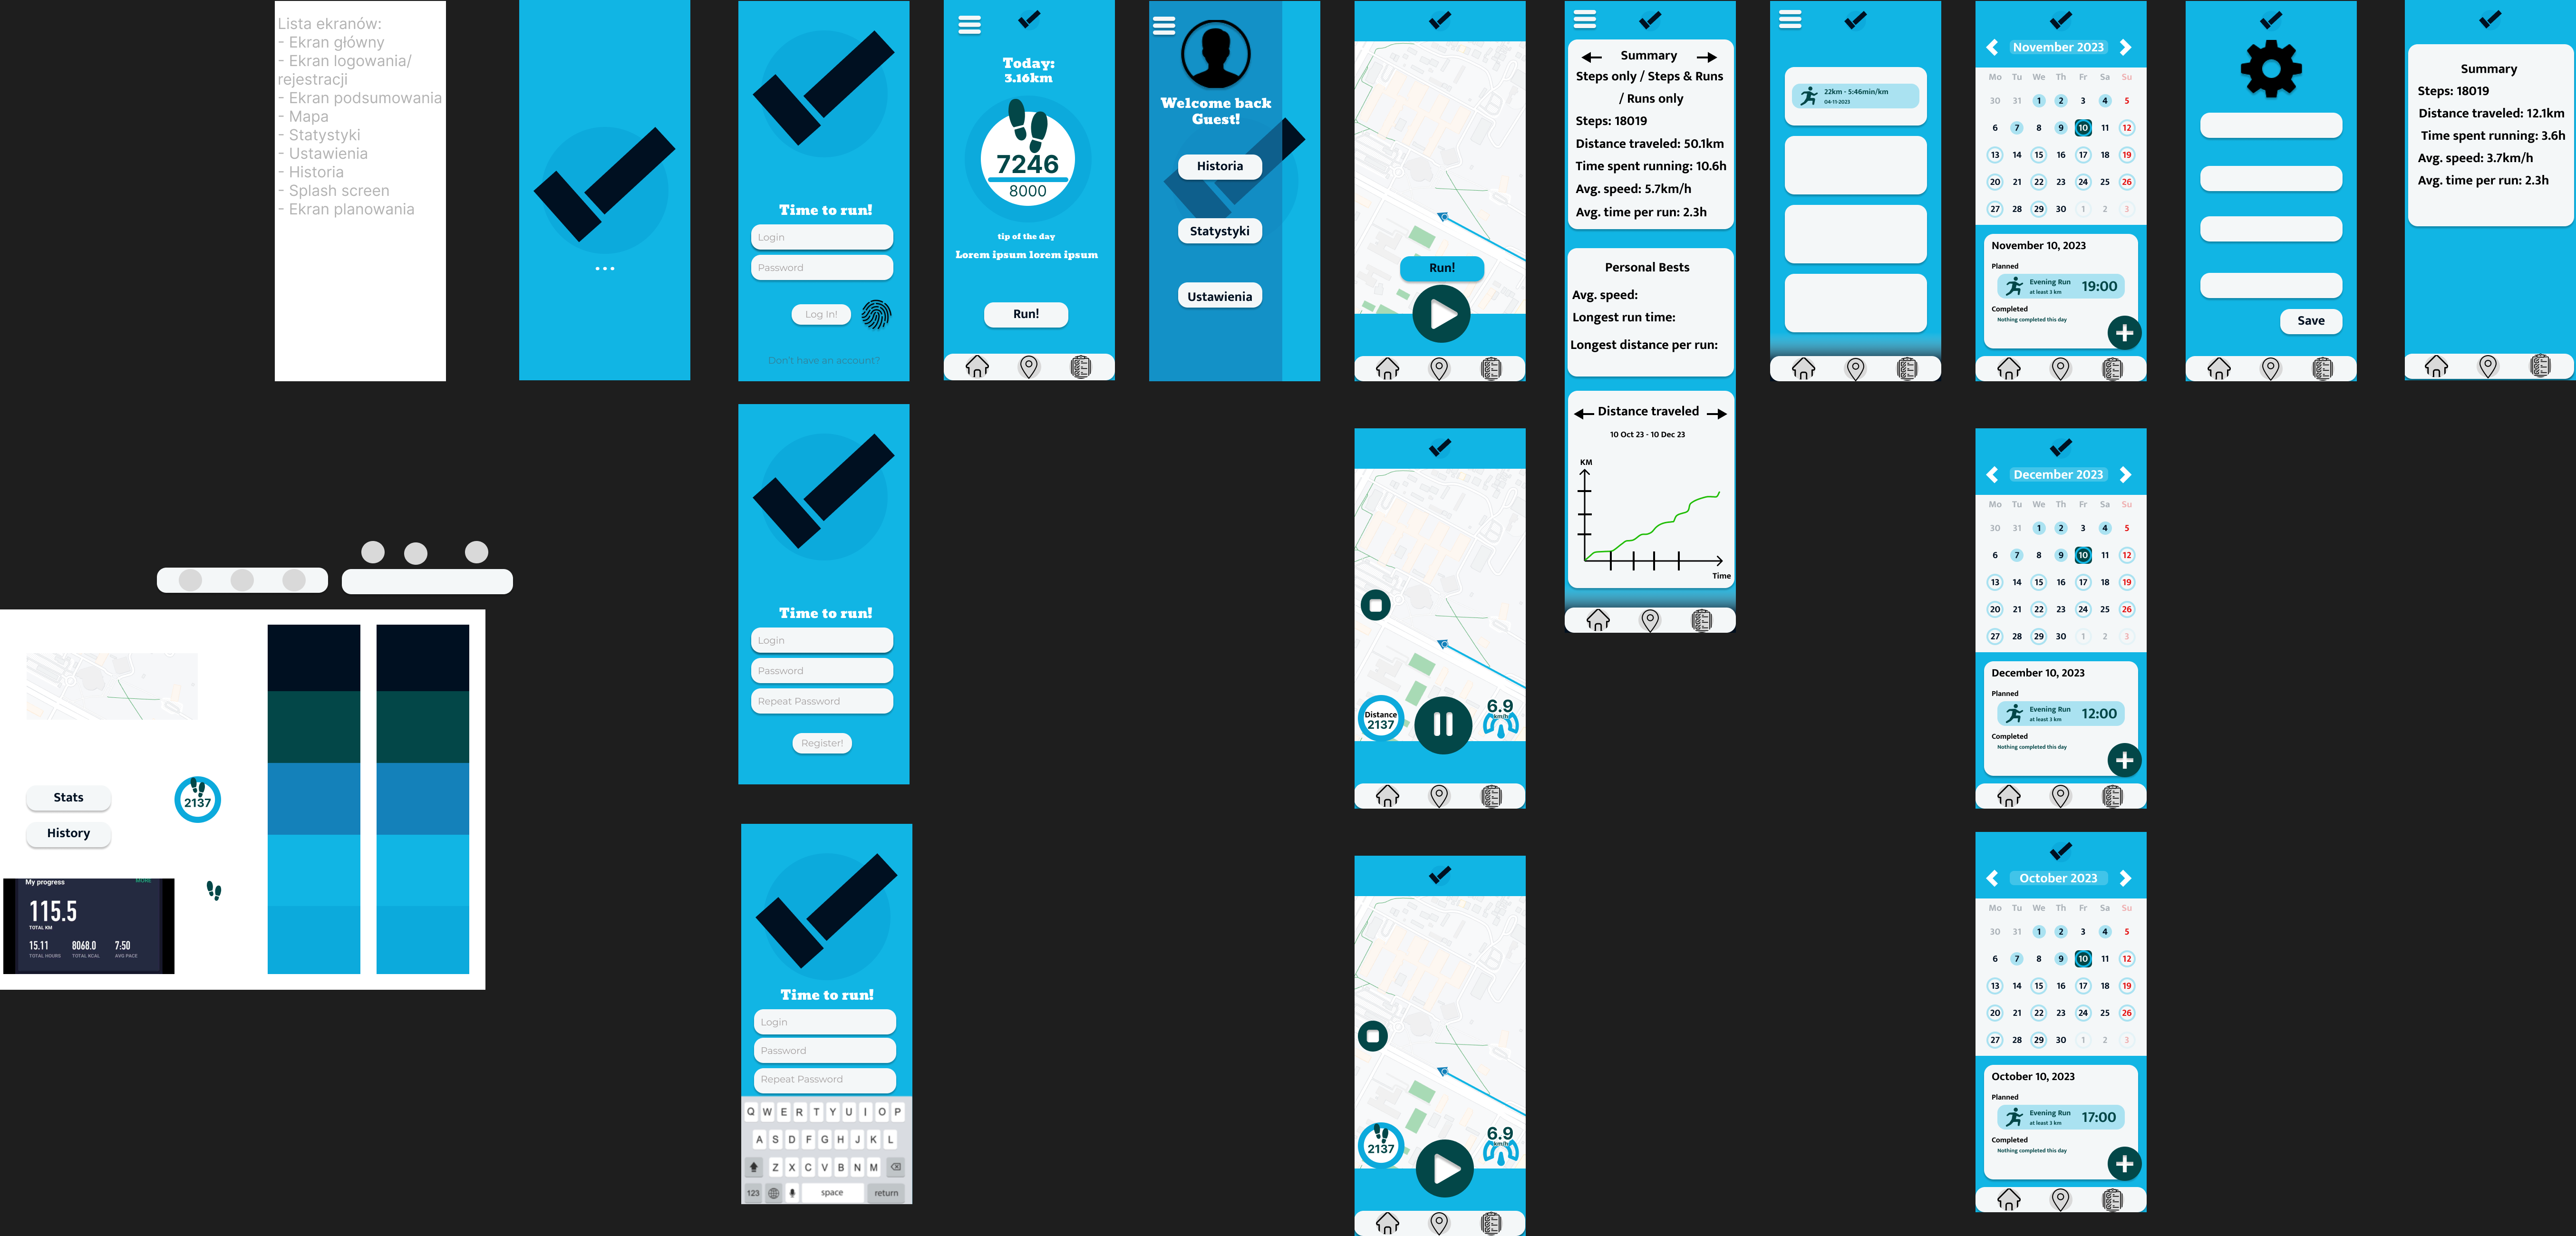 Lista ekranów:
- Ekran główny
- Ekran logowania/
rejestracji
- Ekran podsumowania
- Mapa
- Statystyki
- Ustawienia
- Historia
- Splash screen
- Ekran planowania
...
Time to run!
Login
Password
Log In!
Don't have an account?
Today:
3.16km
7246
8000
tip of the day
Lorem ipsum lorem ipsum
Run!
Welcome back
Guest!
Historia
Statystyki
Ustawienia
Run!
Summary
Steps only / Steps & Runs
/ Runs only
Steps: 18019
Distance traveled: 50.1km
Time spent running: 10.6h
Avg. speed: 5.7km/h
Avg. time per run: 2.3h
Personal Bests
Avg. speed:
Longest run time:
Longest distance per run:
Distance traveled
10 Oct 23 - 10 Dec 23
KM
Time
22km - 5:46min/km
04-11-2023
November 2023
Mo Tu We Th Fr Sa Su
30 31 1 2 3 4 5
6 7 8 9 10 11 12
13 14 15 16 17 18 19
20 21 22 23 24 25 26
27 28 29 30 1 2 3
November 10, 2023
Planned
Evening Run
at least 3 km
19:00
Completed
Nothing completed this day
Save
Summary
Steps: 18019
Distance traveled: 12.1km
Time spent running: 3.6h
Avg. speed: 3.7km/h
Avg. time per run: 2.3h
Time to run!
Login
Password
Repeat Password
Register!
Distance
2137
6.9
km/h
December 2023
Mo Tu We Th Fr Sa Su
30 31 1 2 3 4 5
6 7 8 9 10 11 12
13 14 15 16 17 18 19
20 21 22 23 24 25 26
27 28 29 30 1 2 3
December 10, 2023
Planned
Evening Run
at least 3 km
12:00
Completed
Nothing completed this day
Stats
History
2137
My progress
MORE
115.5
TOTAL KM
15.11 8068.0 7:50
TOTAL HOURS TOTAL KCAL AVG PACE
Time to run!
Login
Password
Repeat Password
Q W E R T Y U I O P
A S D F G H J K L
Z X C V B N M
123 space return
2137
6.9
km/h
October 2023
Mo Tu We Th Fr Sa Su
30 31 1 2 3 4 5
6 7 8 9 10 11 12
13 14 15 16 17 18 19
20 21 22 23 24 25 26
27 28 29 30 1 2 3
October 10, 2023
Planned
Evening Run
at least 3 km
17:00
Completed
Nothing completed this day